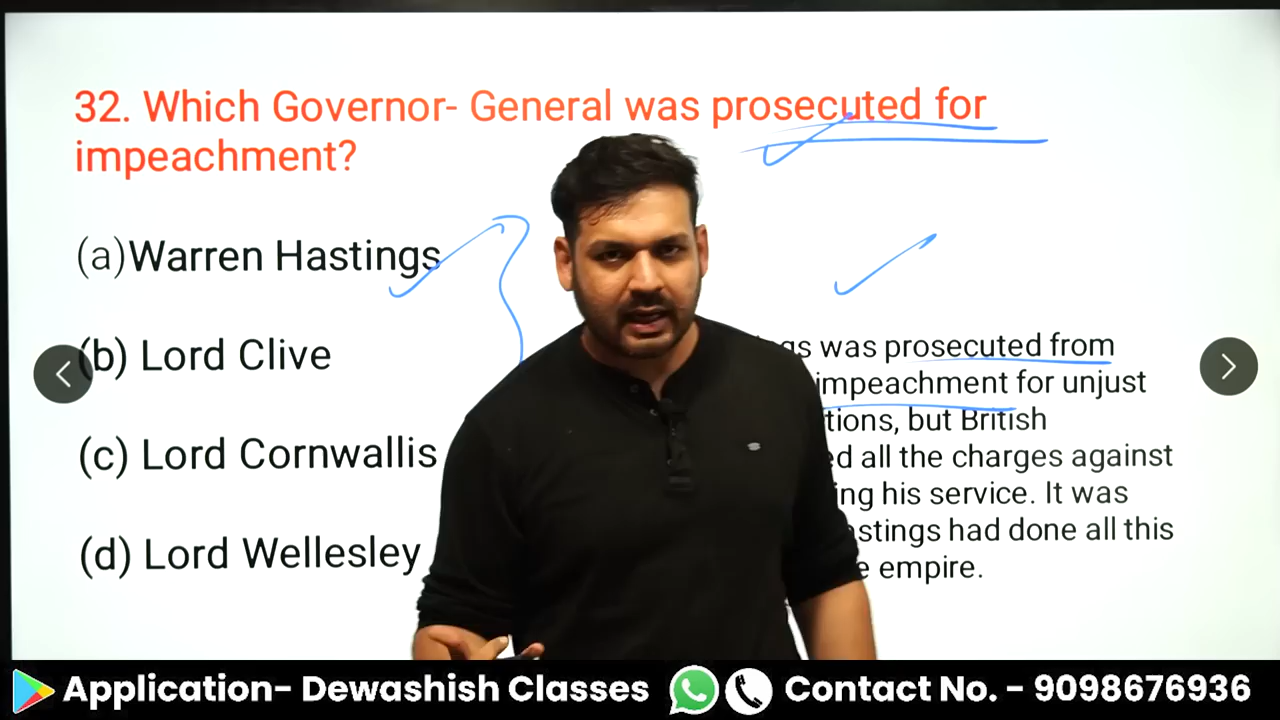 32. Which Governor- General was prosecuted for
impeachment?
(a)Warren Hastings
(b) Lord Clive
(c) Lord Cornwallis
(d) Lord Wellesley
was prosecuted from
impeachment for unjust
but British
all the charges against
his service. It was
had done all this
empire.
Application- Dewashish Classes
Contact No. - 9098676936